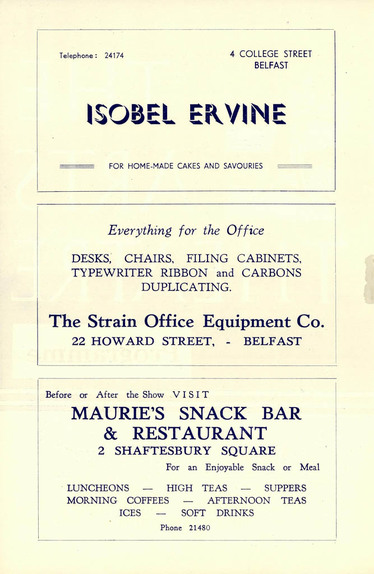 Telephone : 24174
4 COLLEGE STREET
BELFAST
ISOBEL ERVINE
FOR HOME-MADE CAKES AND SAVOURIES
Everything for the Office
DESKS, CHAIRS, FILING CABINETS,
TYPEWRITER RIBBON and CARBONS
DUPLICATING.
The Strain Office Equipment Co.
22 HOWARD STREET, - BELFAST
Before or After the Show VISIT
MAURIE'S SNACK BAR
& RESTAURANT
2 SHAFTESBURY SQUARE
For an Enjoyable Snack or Meal
LUNCHEONS — HIGH TEAS — SUPPERS
MORNING COFFEES — AFTERNOON TEAS
ICES — SOFT DRINKS
Phone 21480